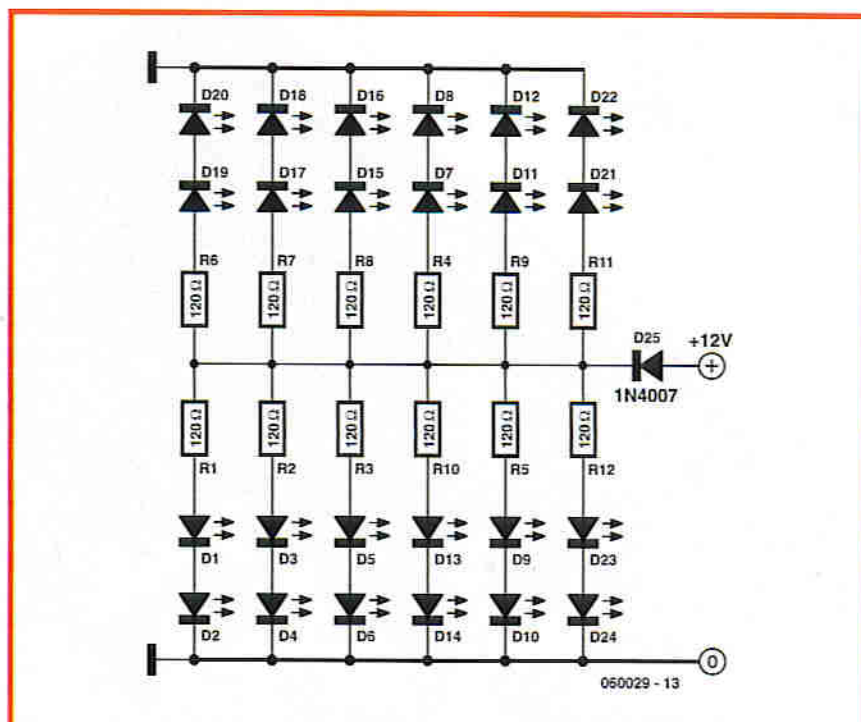 D20 D18 D16 D8 D12 D22
D19 D17 D15 D7 D11 D21
R6 R7 R8 R4 R9 R11
120Ω 120Ω 120Ω 120Ω 120Ω 120Ω
D25 +12V
+
1N4007
120Ω 120Ω 120Ω 120Ω 120Ω 120Ω
R1 R2 R3 R10 R5 R12
D1 D3 D5 D13 D9 D23
D2 D4 D6 D14 D10 D24
0
060029 - 13